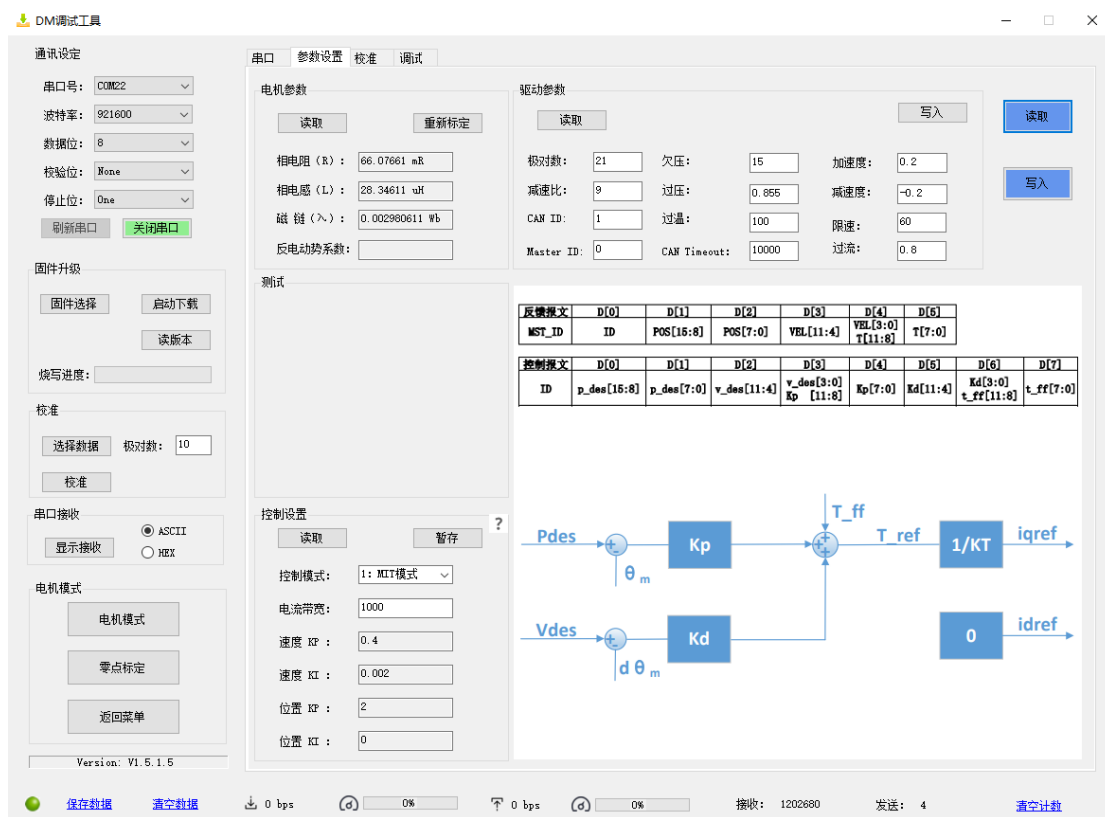 DM调试工具
通讯设定
串口号： COM22
波特率： 921600
数据位： 8
校验位： None
停止位： One
刷新串口 关闭串口
固件升级
固件选择 启动下载
读版本
烧写进度：
校准
选择数据 极对数： 10
校准
串口接收
显示接收 ASCII
HEX
电机模式
电机模式
零点标定
返回菜单
Version: V1.5.1.5
串口 参数设置 校准 调试
电机参数
读取 重新标定
相电阻（R）： 66.07661 mR
相电感（L）： 28.34611 uH
磁 链（入）： 0.002980611 Wb
反电动势系数：
驱动参数
读取 写入
极对数： 21 欠压： 15 加速度： 0.2
减速比： 9 过压： 0.855 减速度： -0.2
CAN ID: 1 过温： 100 限速： 60
Master ID: 0 CAN Timeout: 10000 过流： 0.8
读取
写入
测试
反馈报文 D[0] D[1] D[2] D[3] D[4] D[5]
MST_ID ID POS[15:8] POS[7:0] VEL[11:4] VEL[3:0] T[11:8] T[7:0]
控制报文 D[0] D[1] D[2] D[3] D[4] D[5] D[6] D[7]
ID p_des[15:8] p_des[7:0] v_des[11:4] v_des[3:0] Kp [11:8] Kp[7:0] Kd[11:4] Kd[3:0] t_ff[11:8] t_ff[7:0]
控制设置
?
读取 暂存
控制模式： 1: MIT模式
电流带宽： 1000
速度 KP ： 0.4
速度 KI ： 0.002
位置 KP ： 2
位置 KI ： 0
T_ff
Pdes + - Kp + + + T_ref 1/KT iqref
θ m
Vdes + - Kd 0 idref
d θ m
保存数据 清空数据 0 bps 0% 0 bps 0% 接收： 1202680 发送： 4 清空计数